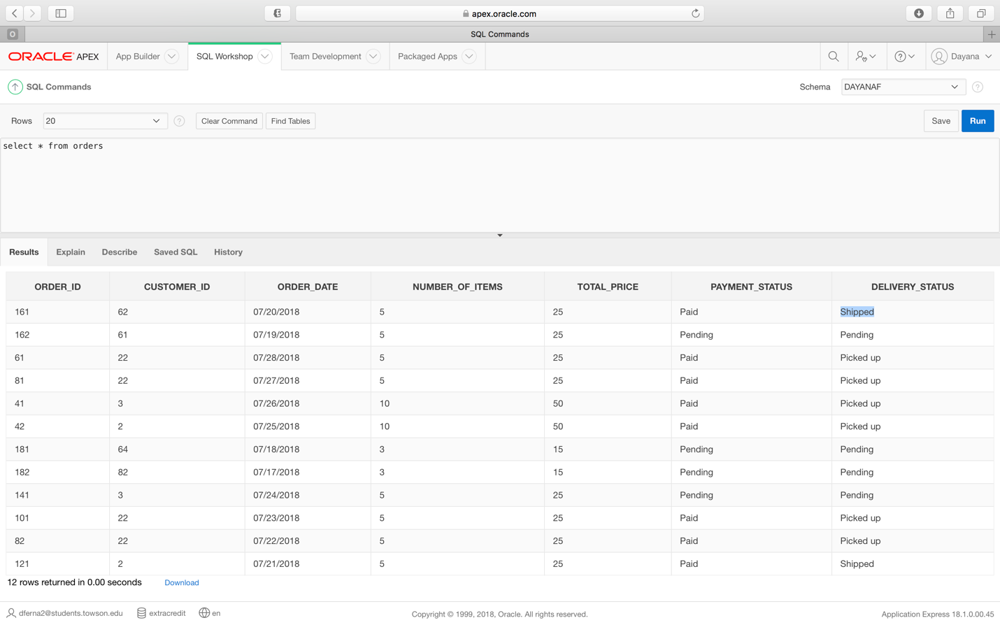 apex.oracle.com
O SQL Commands
ORACLE APEX App Builder SQL Workshop Team Development Packaged Apps Dayana
SQL Commands Schema DAYANAF ?
Rows 20 ? Clear Command Find Tables Save Run
select * from orders
Results Explain Describe Saved SQL History
ORDER_ID CUSTOMER_ID ORDER_DATE NUMBER_OF_ITEMS TOTAL_PRICE PAYMENT_STATUS DELIVERY_STATUS
161 62 07/20/2018 5 25 Paid Shipped
162 61 07/19/2018 5 25 Pending Pending
61 22 07/28/2018 5 25 Paid Picked up
81 22 07/27/2018 5 25 Paid Picked up
41 3 07/26/2018 10 50 Paid Picked up
42 2 07/25/2018 10 50 Paid Picked up
181 64 07/18/2018 3 15 Pending Pending
182 82 07/17/2018 3 15 Pending Pending
141 3 07/24/2018 5 25 Pending Pending
101 22 07/23/2018 5 25 Paid Picked up
82 22 07/22/2018 5 25 Paid Picked up
121 2 07/21/2018 5 25 Paid Shipped
12 rows returned in 0.00 seconds Download
dferna2@students.towson.edu extracredit en Copyright © 1999, 2018, Oracle. All rights reserved. Application Express 18.1.0.00.45